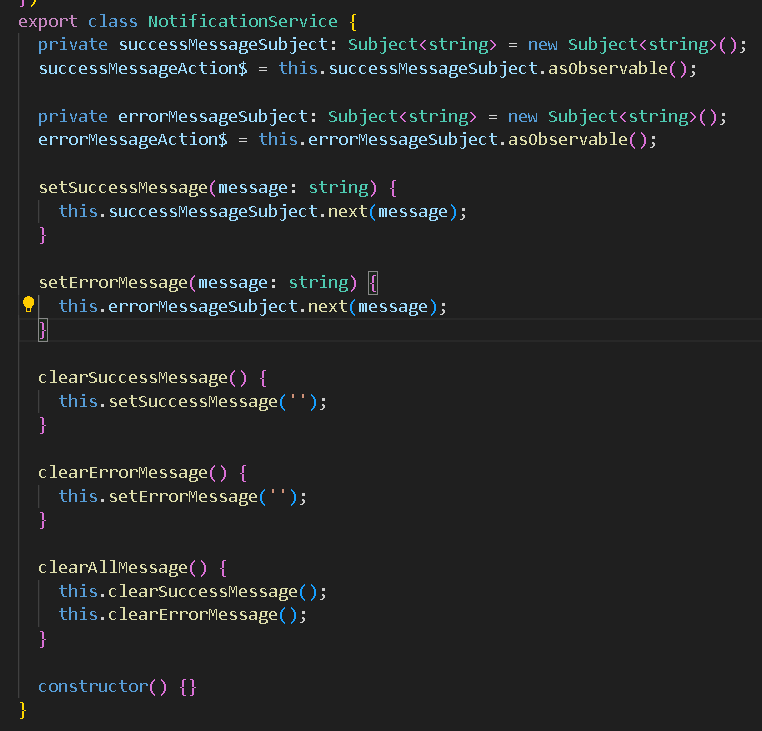 })
export class NotificationService {
  private successMessageSubject: Subject<string> = new Subject<string>();
  successMessageAction$ = this.successMessageSubject.asObservable();

  private errorMessageSubject: Subject<string> = new Subject<string>();
  errorMessageAction$ = this.errorMessageSubject.asObservable();

  setSuccessMessage(message: string) {
    this.successMessageSubject.next(message);
  }

  setErrorMessage(message: string) {
    this.errorMessageSubject.next(message);
  }

  clearSuccessMessage() {
    this.setSuccessMessage('');
  }

  clearErrorMessage() {
    this.setErrorMessage('');
  }

  clearAllMessage() {
    this.clearSuccessMessage();
    this.clearErrorMessage();
  }

  constructor() {}
}